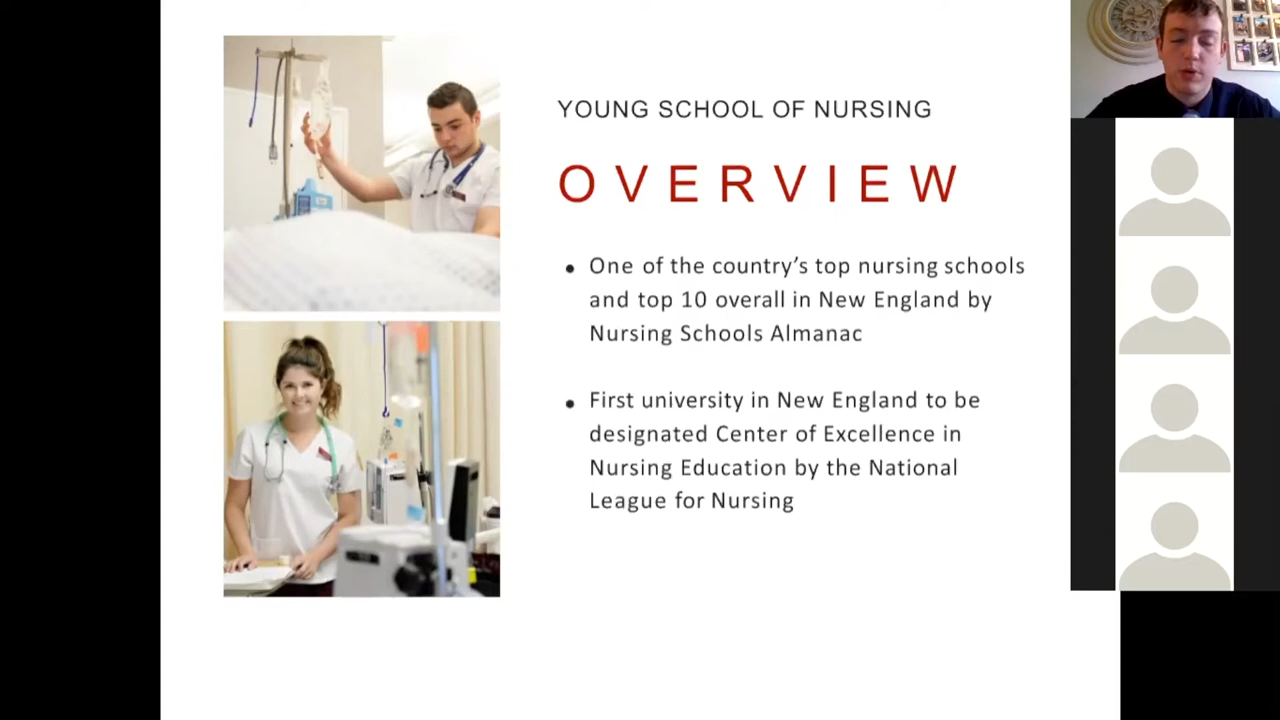 YOUNG SCHOOL OF NURSING
OVERVIEW
• One of the country’s top nursing schools
and top 10 overall in New England by
Nursing Schools Almanac
• First university in New England to be
designated Center of Excellence in
Nursing Education by the National
League for Nursing